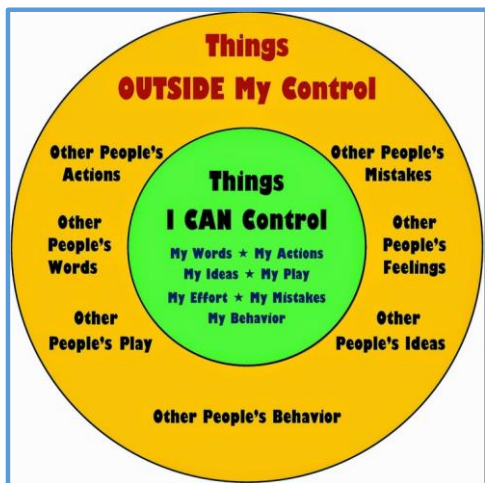 Things
OUTSIDE My Control
Other People's
Actions
Other People's
Mistakes
Other
People's
Words
Other
People's
Feelings
Other
People's Play
Other
People's Ideas
Other People's Behavior
Things
I CAN Control
My Words ★ My Actions
My Ideas ★ My Play
My Effort ★ My Mistakes
My Behavior